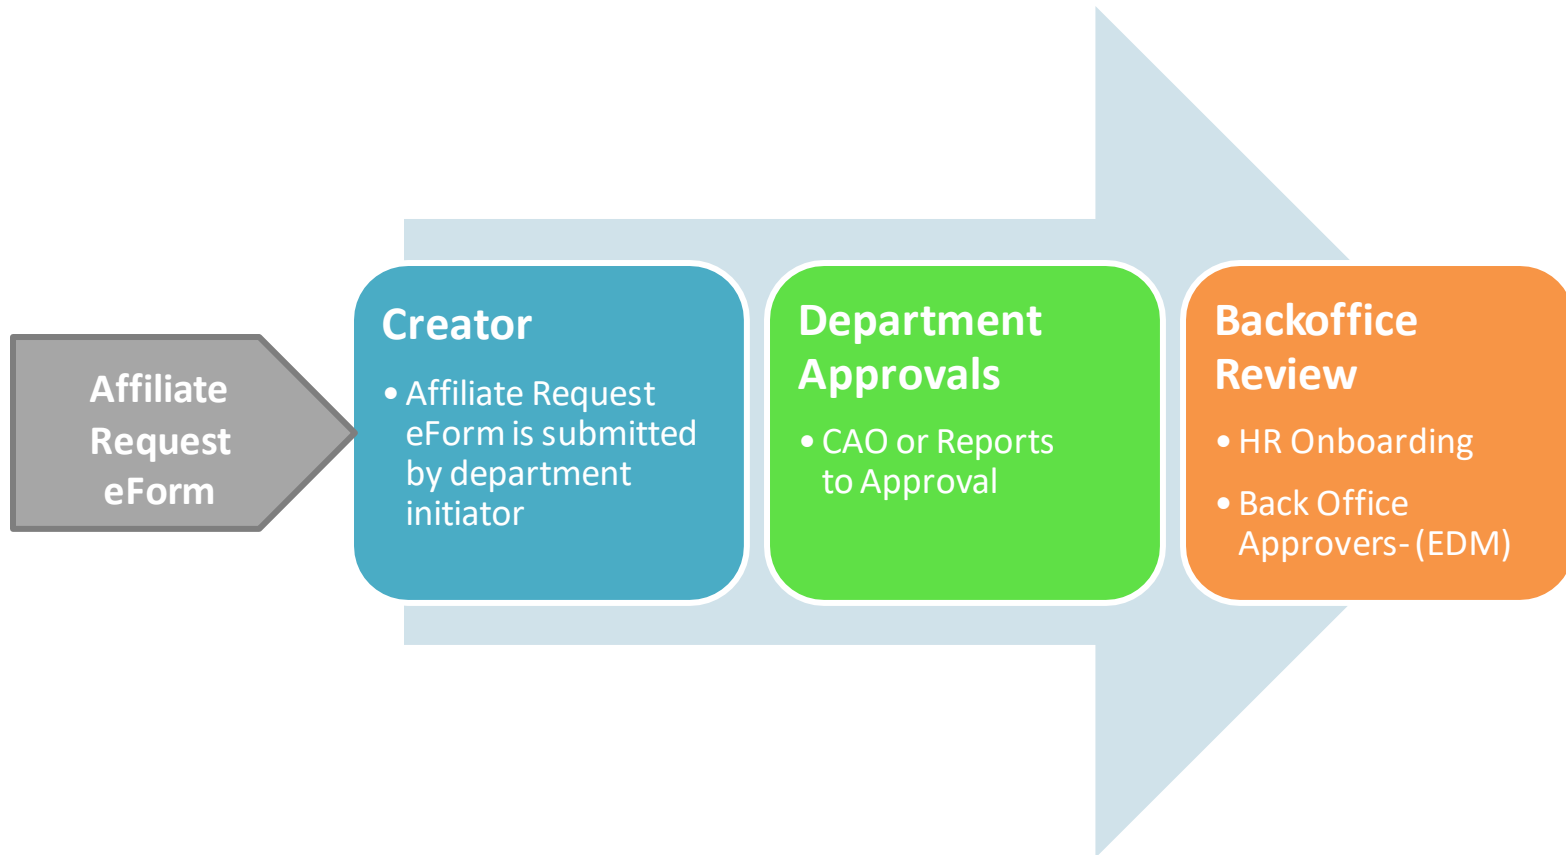 Affiliate
Request
eForm
Creator
• Affiliate Request
eForm is submitted
by department
initiator
Department
Approvals
• CAO or Reports
to Approval
Backoffice
Review
• HR Onboarding
• Back Office
Approvers- (EDM)